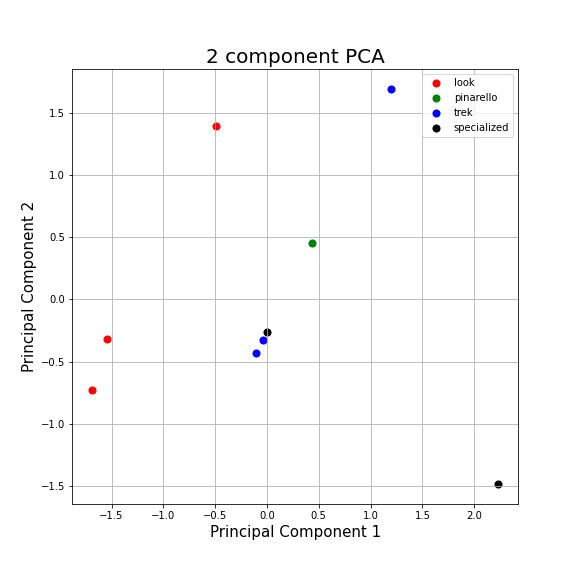 2 component PCA
look
pinarello
trek
specialized
Principal Component 2
1.5
1.0
0.5
0.0
−0.5
−1.0
−1.5
−1.5 −1.0 −0.5 0.0 0.5 1.0 1.5 2.0
Principal Component 1